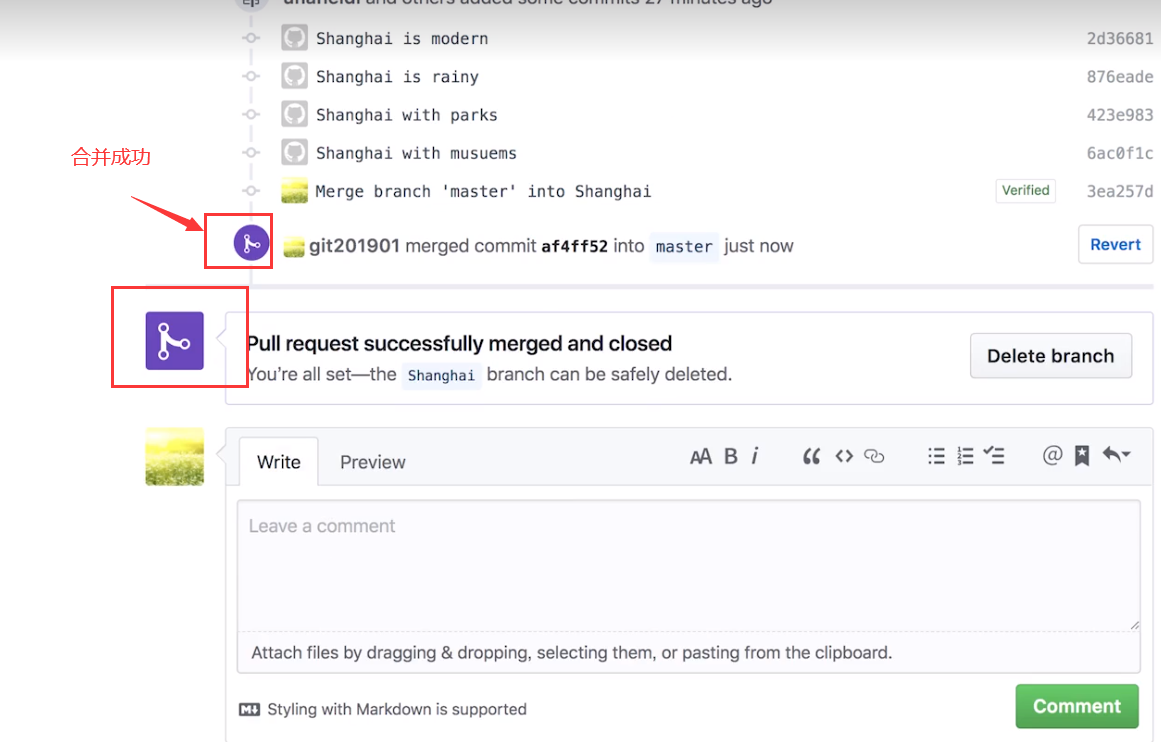 and others added some commits 27 minutes ago
Shanghai is modern 2d36681
Shanghai is rainy 876eade
Shanghai with parks 423e983
Shanghai with musuems 6ac0f1c
合并成功
Merge branch 'master' into Shanghai Verified 3ea257d
git201901 merged commit af4ff52 into master just now Revert
Pull request successfully merged and closed
You're all set—the Shanghai branch can be safely deleted.
Delete branch
Write Preview AA B i
Leave a comment
Attach files by dragging & dropping, selecting them, or pasting from the clipboard.
Styling with Markdown is supported
Comment